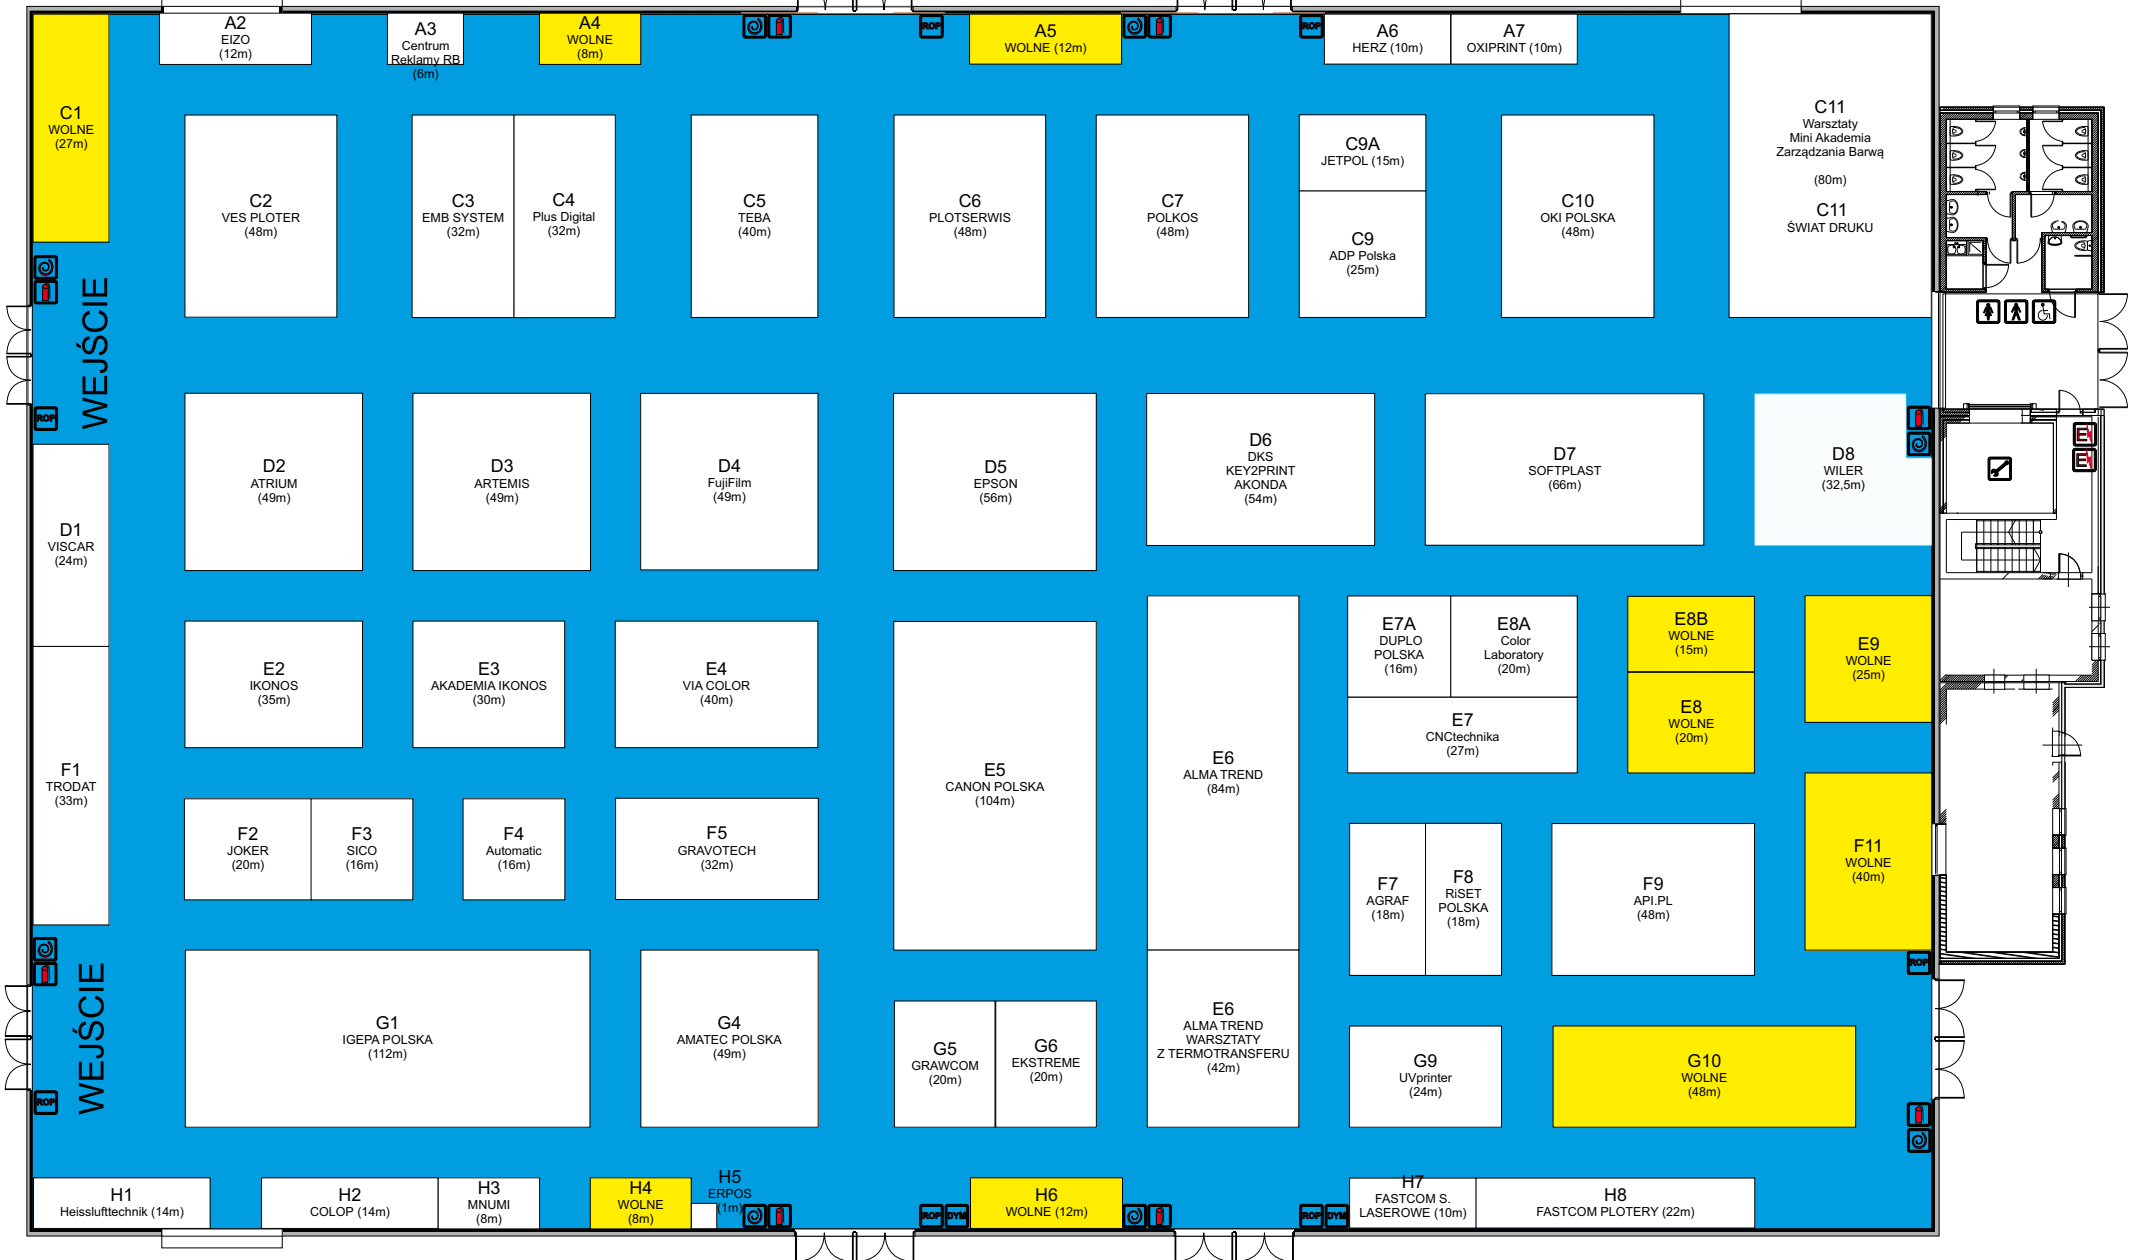 A2
EIZO
(12m)
A3
Centrum
Reklamy RB
(6m)
A4
WOLNE
(8m)
ROP
A5
WOLNE (12m)
ROP
A6
HERZ (10m)
A7
OXIPRINT (10m)
C1
WOLNE
(27m)
C2
VES PLOTER
(48m)
C3
EMB SYSTEM
(32m)
C4
Plus Digital
(32m)
C5
TEBA
(40m)
C6
PLOTSERWIS
(48m)
C7
POLKOS
(48m)
C9A
JETPOL (15m)
C9
ADP Polska
(25m)
C10
OKI POLSKA
(48m)
C11
Warsztaty
Mini Akademia
Zarządzania Barwą
(80m)
C11
ŚWIAT DRUKU
WEJŚCIE
ROP
D1
VISCAR
(24m)
D2
ATRIUM
(49m)
D3
ARTEMIS
(49m)
D4
FujiFilm
(49m)
D5
EPSON
(56m)
D6
DKS
KEY2PRINT
AKONDA
(54m)
D7
SOFTPLAST
(66m)
D8
WILER
(32,5m)
E
E
E2
IKONOS
(35m)
E3
AKADEMIA IKONOS
(30m)
E4
VIA COLOR
(40m)
E5
CANON POLSKA
(104m)
E6
ALMA TREND
(84m)
E7A
DUPLO
POLSKA
(16m)
E8A
Color
Laboratory
(20m)
E7
CNCtechnika
(27m)
E8B
WOLNE
(15m)
E8
WOLNE
(20m)
E9
WOLNE
(25m)
F1
TRODAT
(33m)
F2
JOKER
(20m)
F3
SICO
(16m)
F4
Automatic
(16m)
F5
GRAVOTECH
(32m)
F7
AGRAF
(18m)
F8
RiSET
POLSKA
(18m)
F9
API.PL
(48m)
F11
WOLNE
(40m)
ROP
WEJŚCIE
ROP
G1
IGEPA POLSKA
(112m)
G4
AMATEC POLSKA
(49m)
G5
GRAWCOM
(20m)
G6
EKSTREME
(20m)
E6
ALMA TREND
WARSZTATY
Z TERMOTRANSFERU
(42m)
G9
UVprinter
(24m)
G10
WOLNE
(48m)
H1
Heisslufttechnik (14m)
H2
COLOP (14m)
H3
MNUMI
(8m)
H4
WOLNE
(8m)
H5
ERPOS
(1m)
ROP DYM
H6
WOLNE (12m)
ROP DYM
H7
FASTCOM S.
LASEROWE (10m)
H8
FASTCOM PLOTERY (22m)